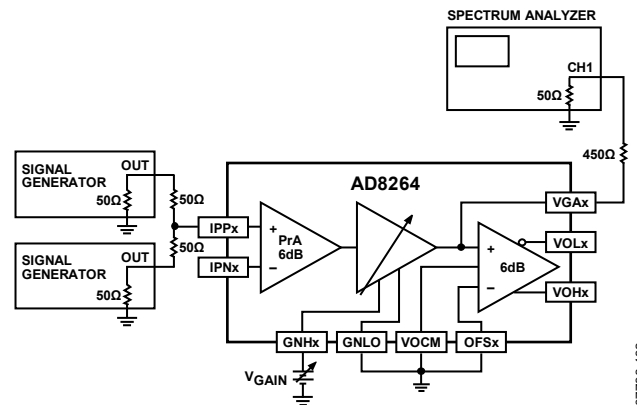 SPECTRUM ANALYZER
CH1
50Ω
450Ω
SIGNAL
GENERATOR
OUT
50Ω
50Ω
SIGNAL
GENERATOR
OUT
50Ω
50Ω
AD8264
IPPx
IPNx
+
PrA
6dB
–
VGAx
+
6dB
–
VOLx
VOHx
GNHx
GNLO
VOCM
OFSx
VGAIN